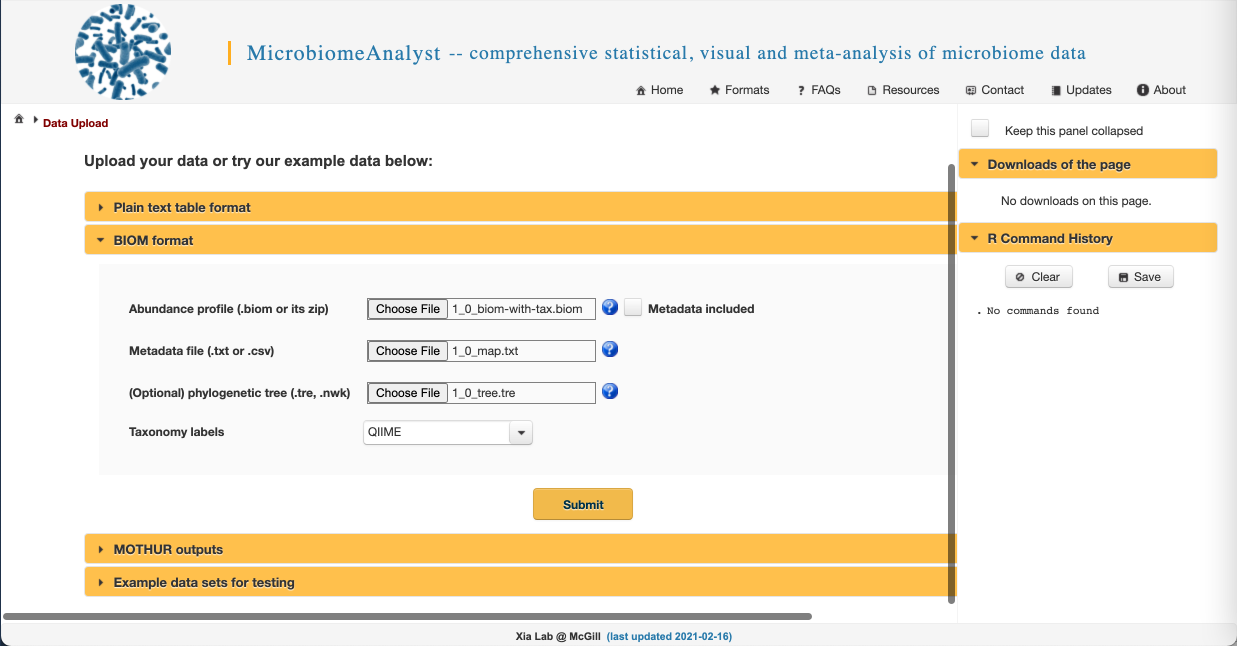 MicrobiomeAnalyst -- comprehensive statistical, visual and meta-analysis of microbiome data
Home Formats ? FAQs Resources Contact Updates About
Data Upload
Keep this panel collapsed
Upload your data or try our example data below:
Downloads of the page
No downloads on this page.
Plain text table format
BIOM format
R Command History
Clear Save
. No commands found
Abundance profile (.biom or its zip) Choose File 1_0_biom-with-tax.biom ? Metadata included
Metadata file (.txt or .csv) Choose File 1_0_map.txt ?
(Optional) phylogenetic tree (.tre, .nwk) Choose File 1_0_tree.tre ?
Taxonomy labels QIIME
Submit
MOTHUR outputs
Example data sets for testing
Xia Lab @ McGill (last updated 2021-02-16)